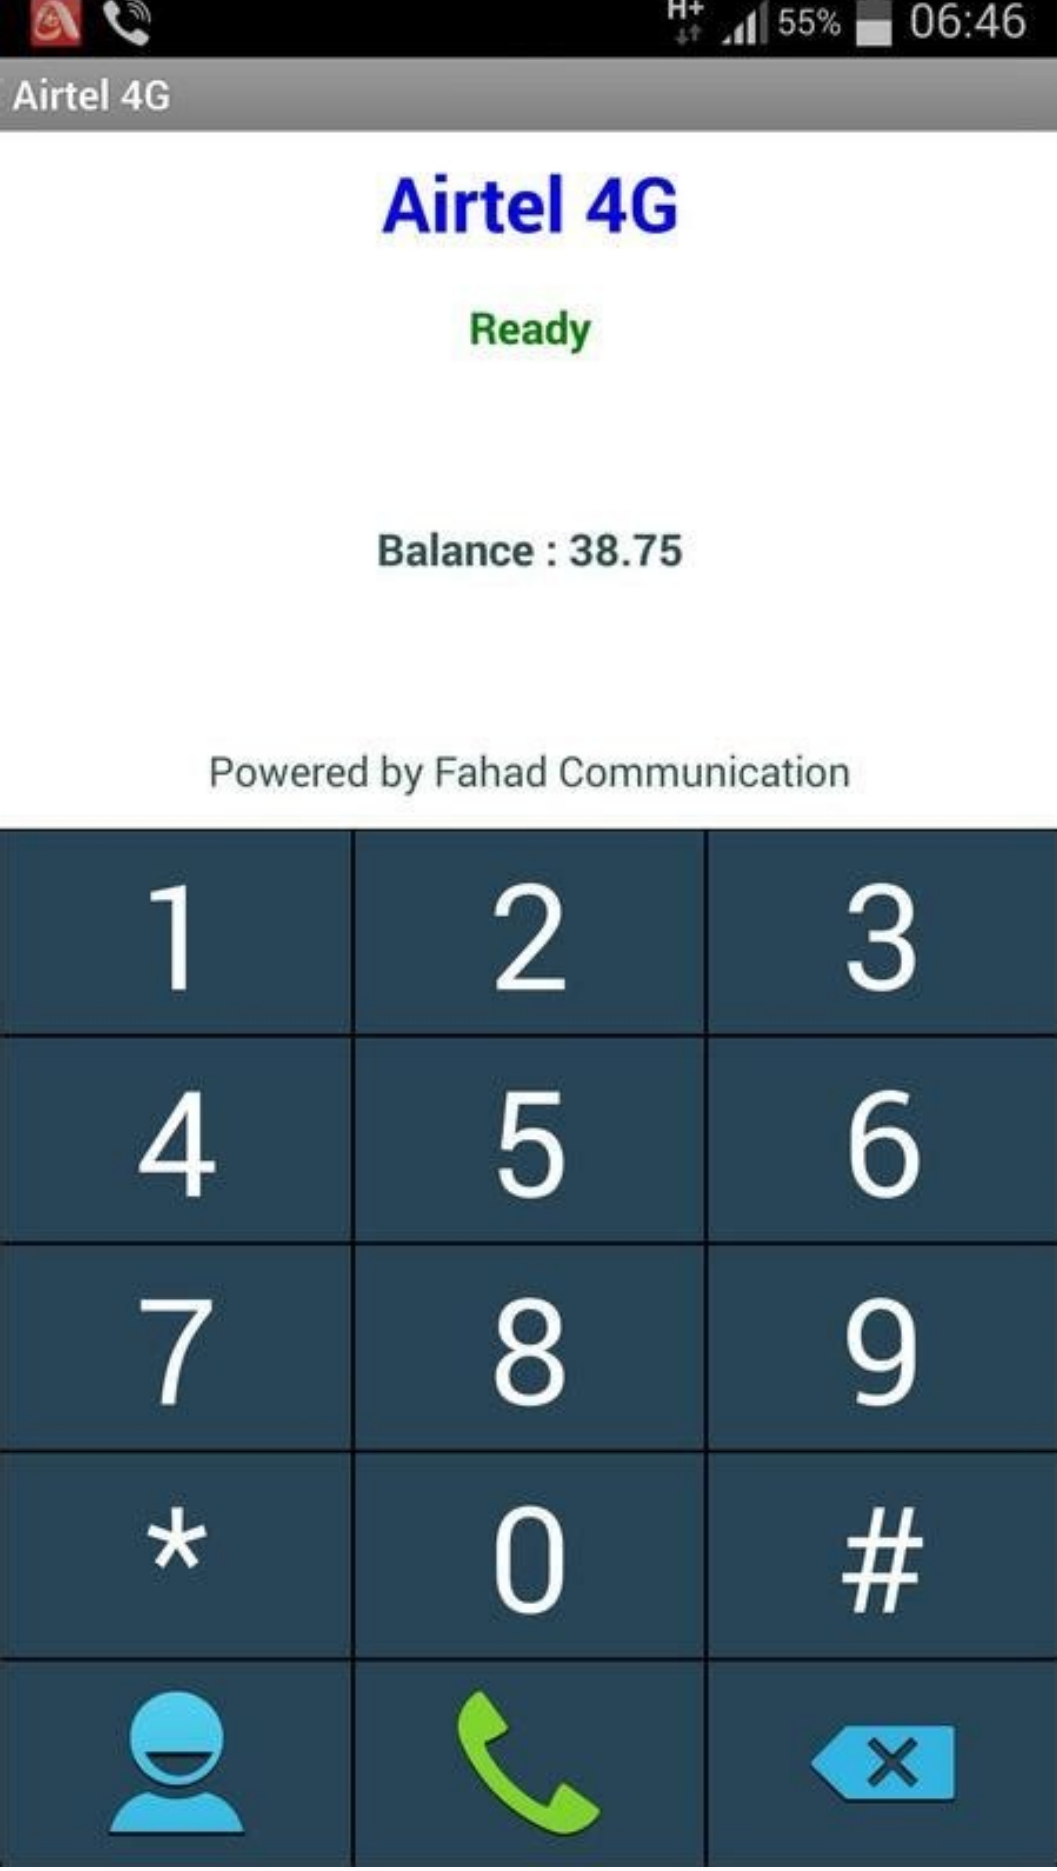 H+ 55% 06:46
Airtel 4G
Airtel 4G
Ready
Balance : 38.75
Powered by Fahad Communication
1 2 3
4 5 6
7 8 9
* 0 #